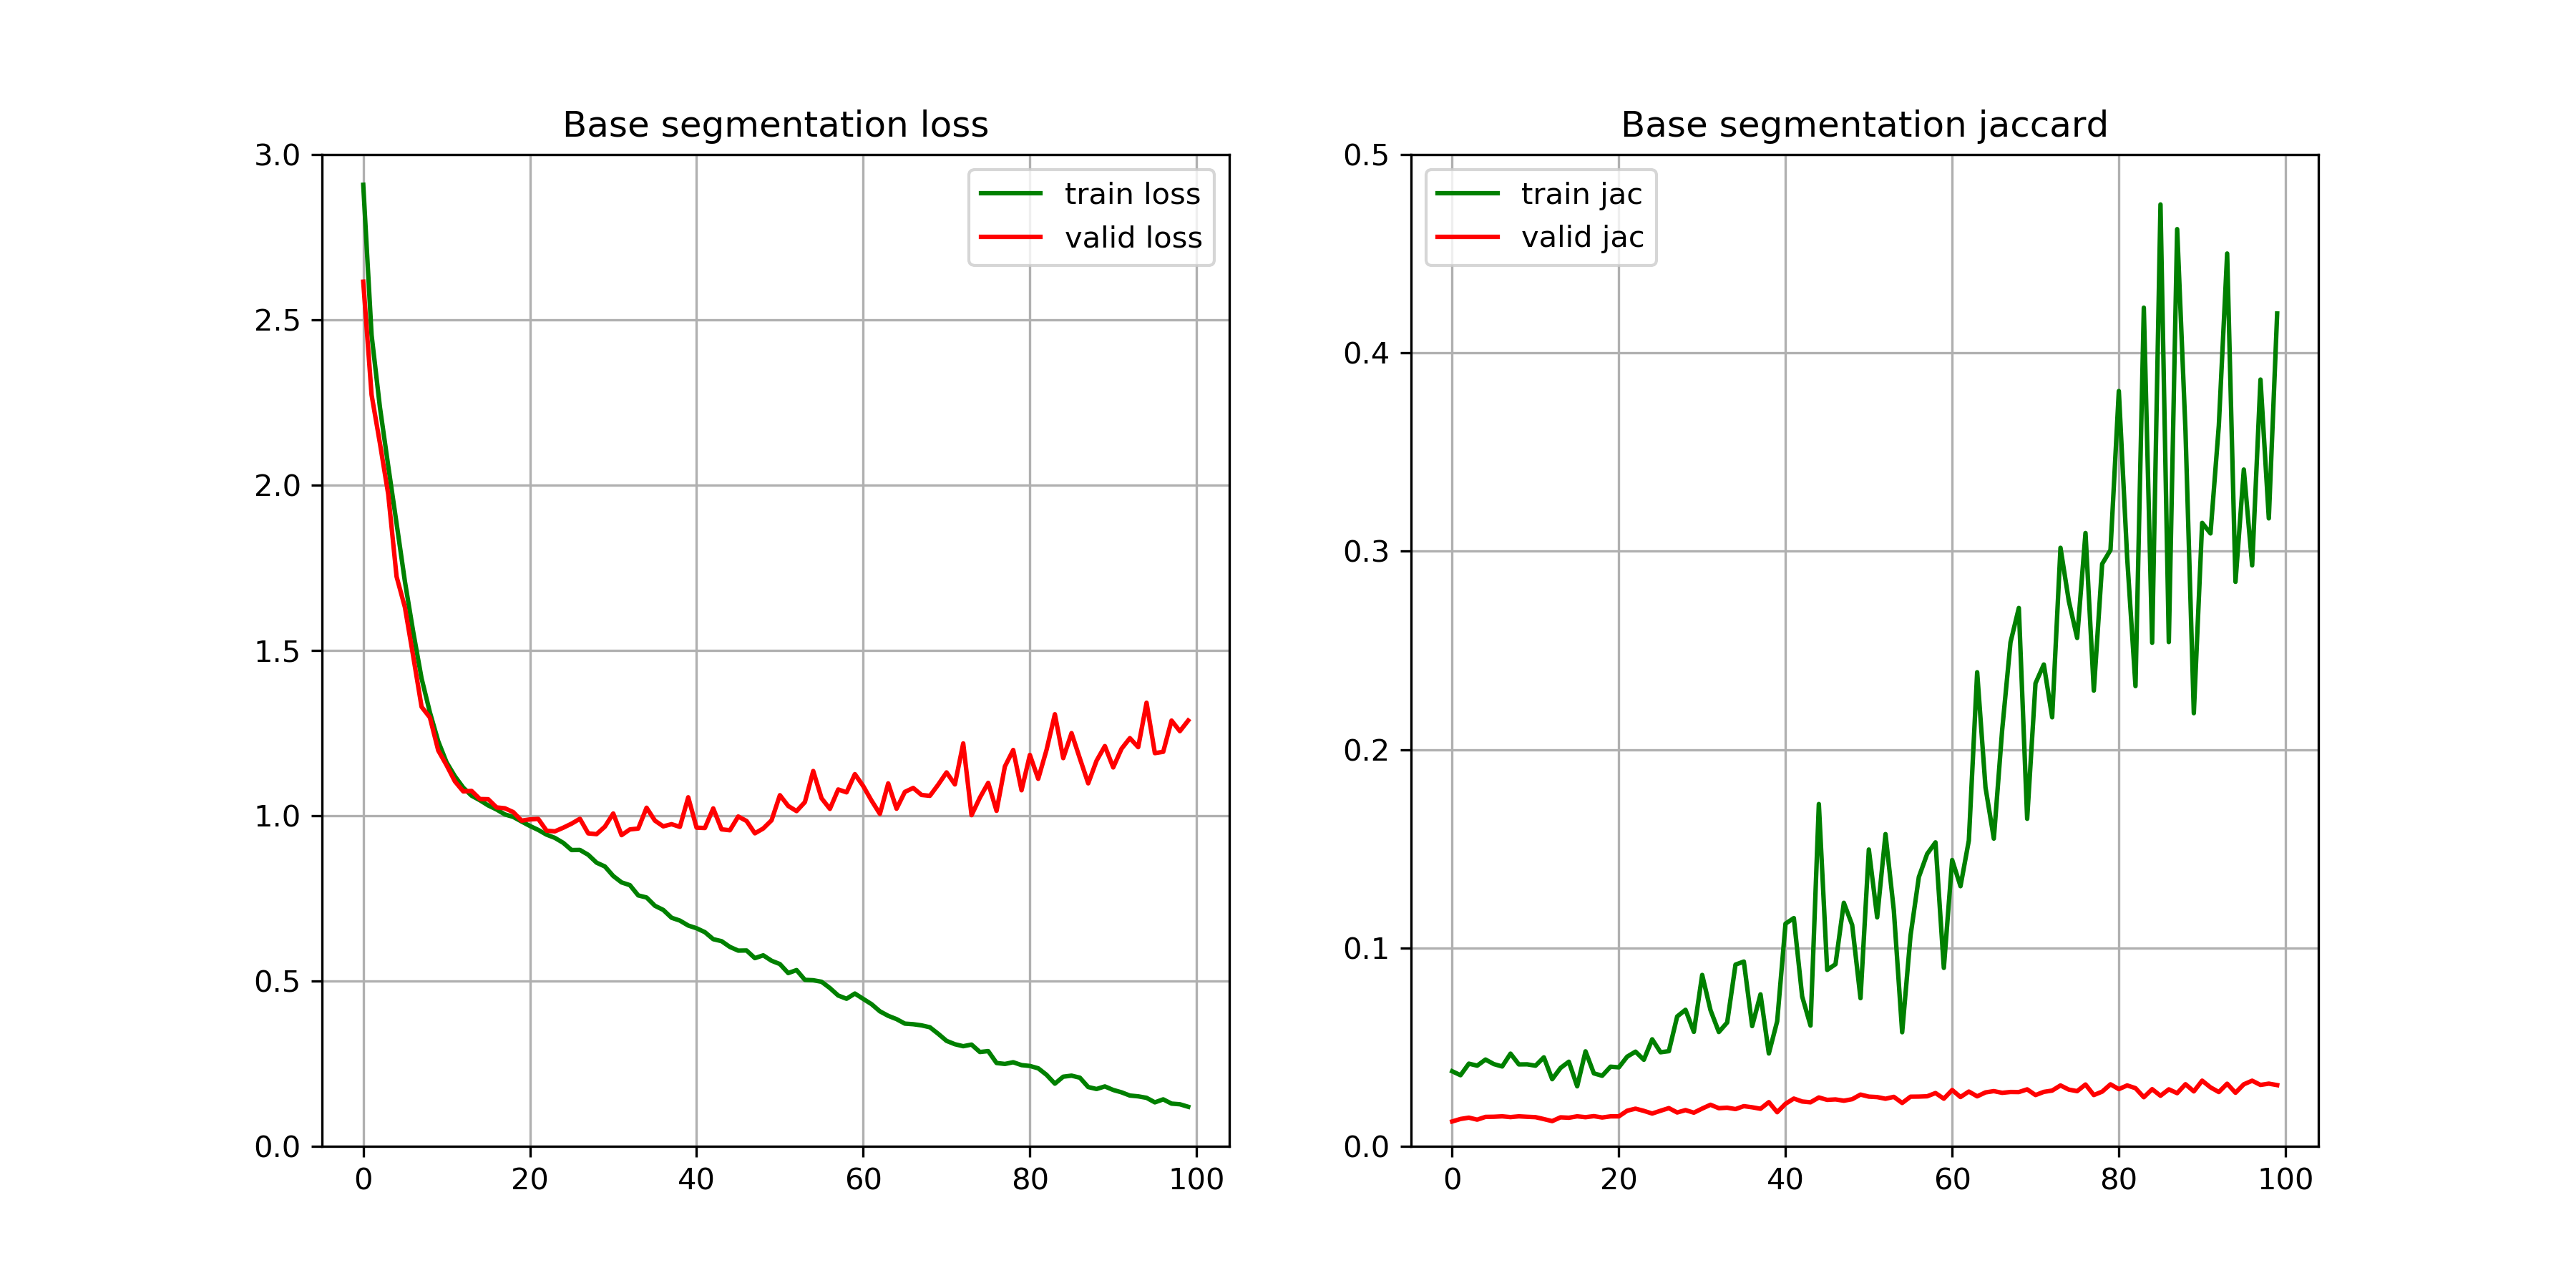 Base segmentation loss
3.0
2.5
2.0
1.5
1.0
0.5
0.0
0 20 40 60 80 100
train loss
valid loss
Base segmentation jaccard
0.5
0.4
0.3
0.2
0.1
0.0
0 20 40 60 80 100
train jac
valid jac